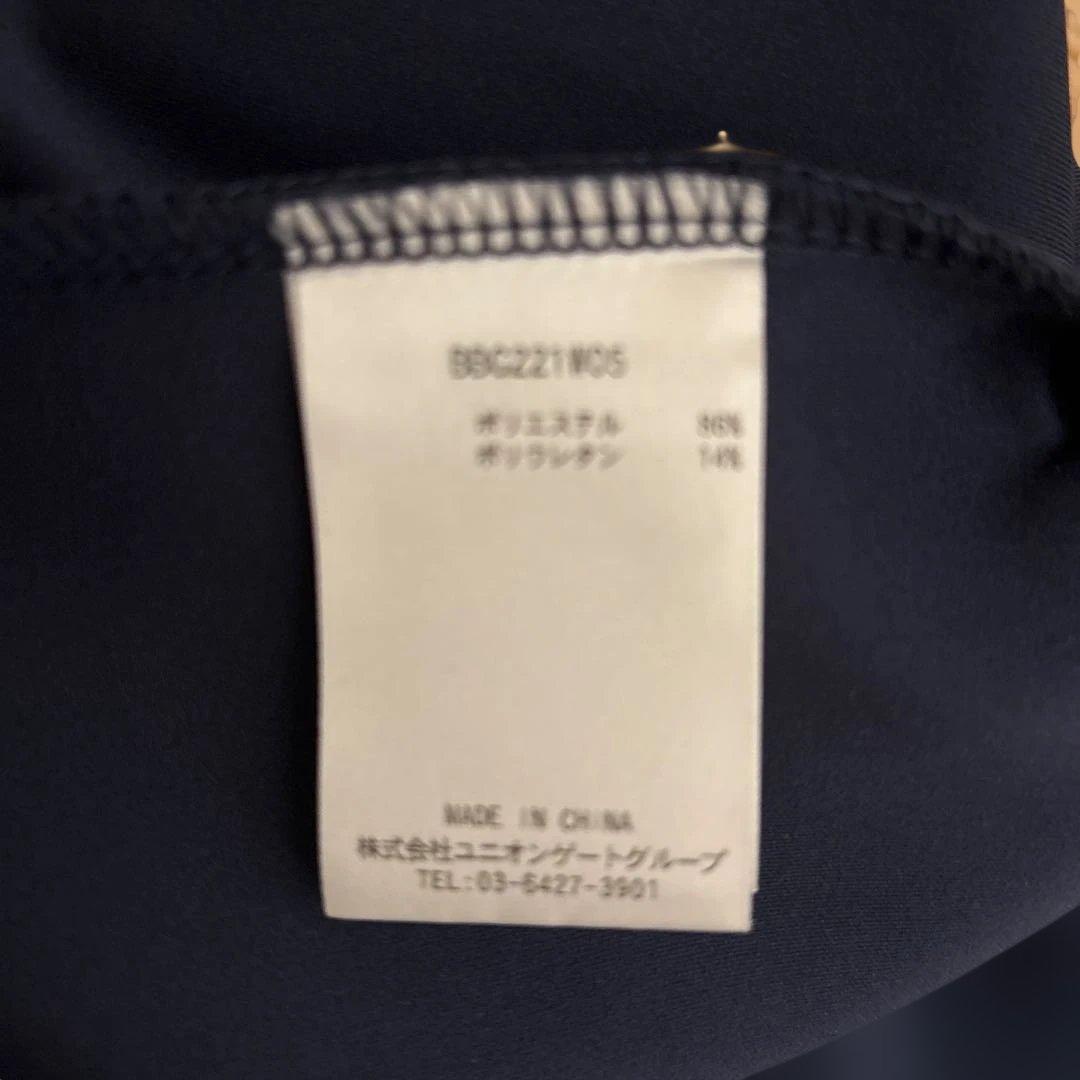 BBG221W05
ポリエステル 86%
ポリウレタン 14%
MADE IN CHINA
株式会社ユニオンゲートグループ
TEL:03-6427-3901